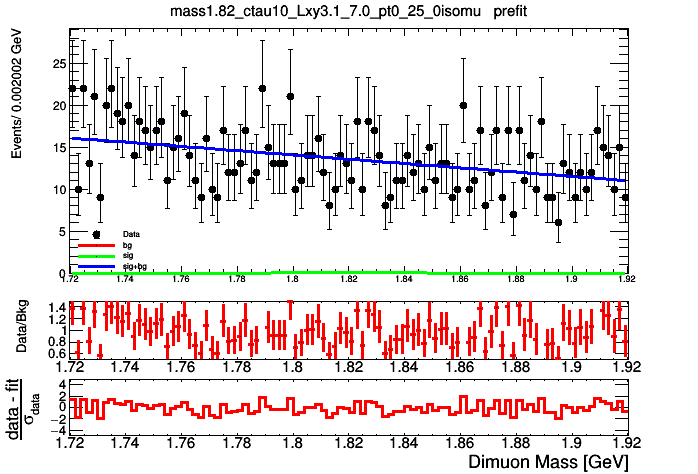 mass1.82_ctau10_Lxy3.1_7.0_pt0_25_0isomu prefit
Events/ 0.002002 GeV
25
20
15
10
5
0
Data
bg
sig
sig+bg
1.72 1.74 1.76 1.78 1.8 1.82 1.84 1.86 1.88 1.9 1.92
Data/Bkg
1.4
1.2
1
0.8
0.6
1.72 1.74 1.76 1.78 1.8 1.82 1.84 1.86 1.88 1.9 1.92
data - fit
σdata
4
2
0
−2
−4
1.72 1.74 1.76 1.78 1.8 1.82 1.84 1.86 1.88 1.9 1.92
Dimuon Mass [GeV]